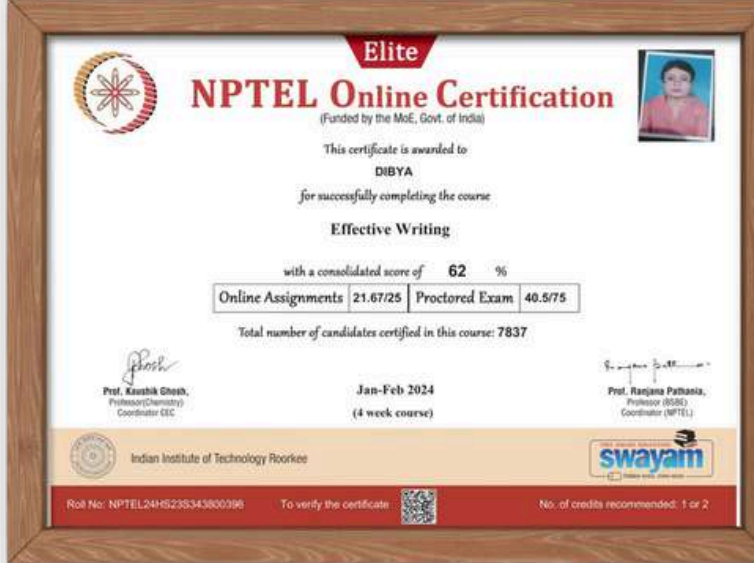 Elite
NPTEL Online Certification
(Funded by the MoE, Govt. of India)
This certificate is awarded to
DIBYA
for successfully completing the course
Effective Writing
with a consolidated score of 62 %
Online Assignments 21.67/25 Proctored Exam 40.5/75
Total number of candidates certified in this course: 7837
Prof. Kaushik Ghosh,
Professor(Chemistry)
Coordinator CEC
Jan-Feb 2024
(4 week course)
Prof. Ranjana Pathania,
Professor (BSBE)
Coordinator (NPTEL)
Indian Institute of Technology Roorkee
swayam
Roll No: NPTEL24HS23S343800398 To verify the certificate No. of credits recommended: 1 or 2